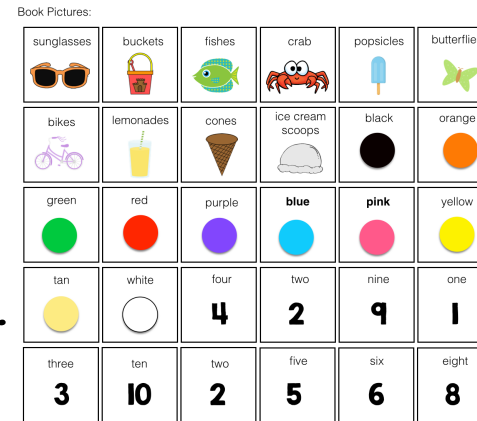 Book Pictures:
sunglasses buckets fishes crab popsicles butterflie
bikes lemonades cones ice cream scoops black orange
green red purple blue pink yellow
tan white four two nine one
4 2 9 1
three ten two five six eight
3 10 2 5 6 8